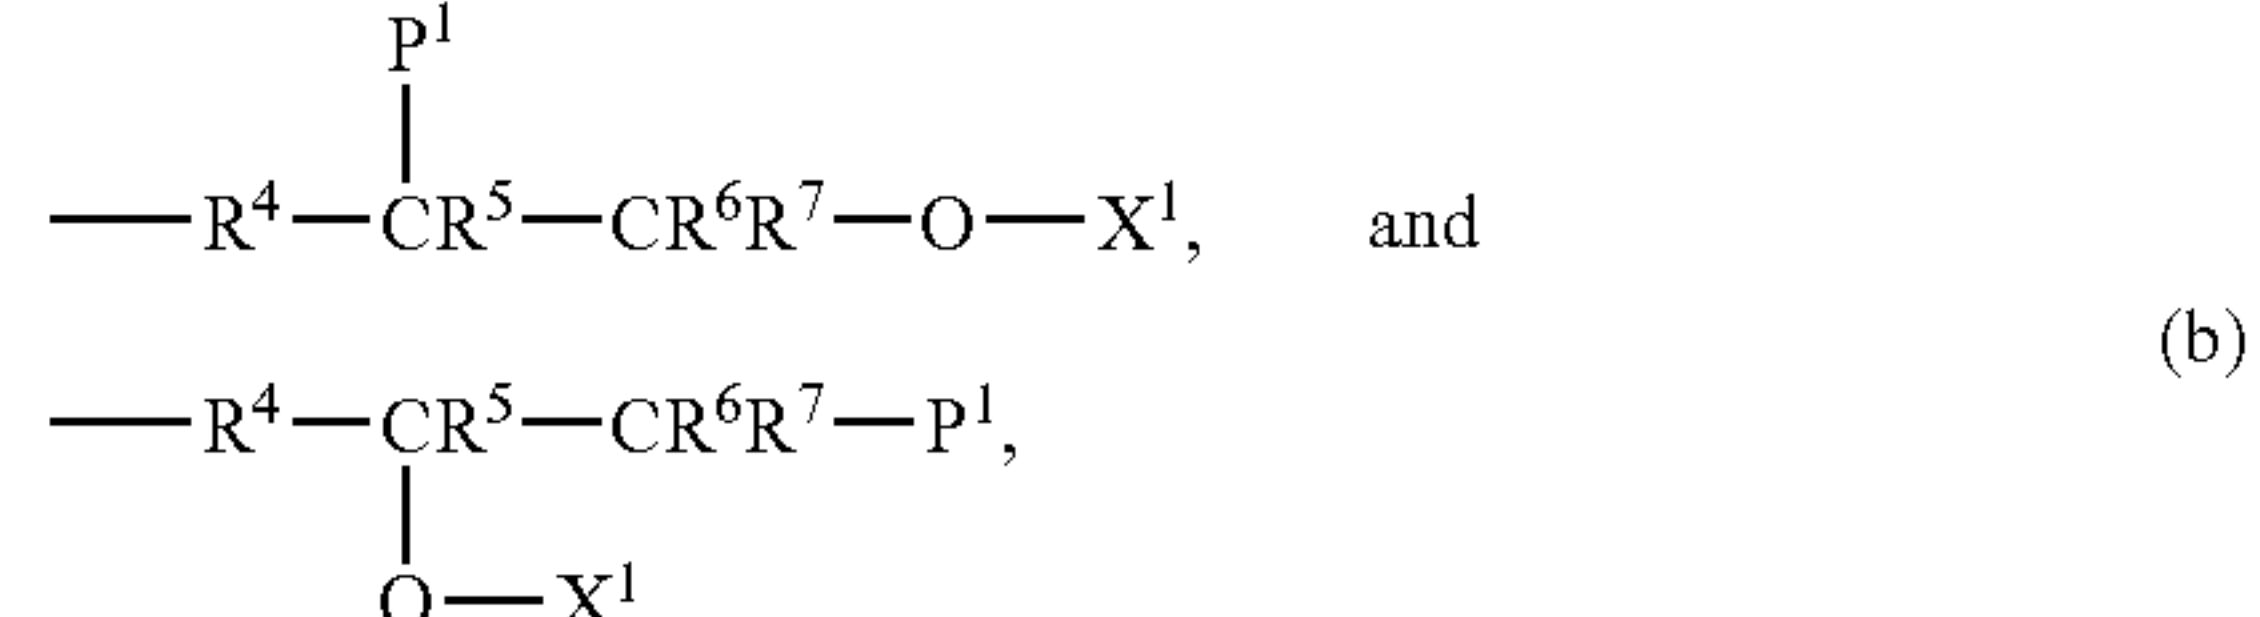 P¹
—R⁴—CR⁵—CR⁶R⁷—O—X¹, and
(b)
—R⁴—CR⁵—CR⁶R⁷—P¹,
O—X¹